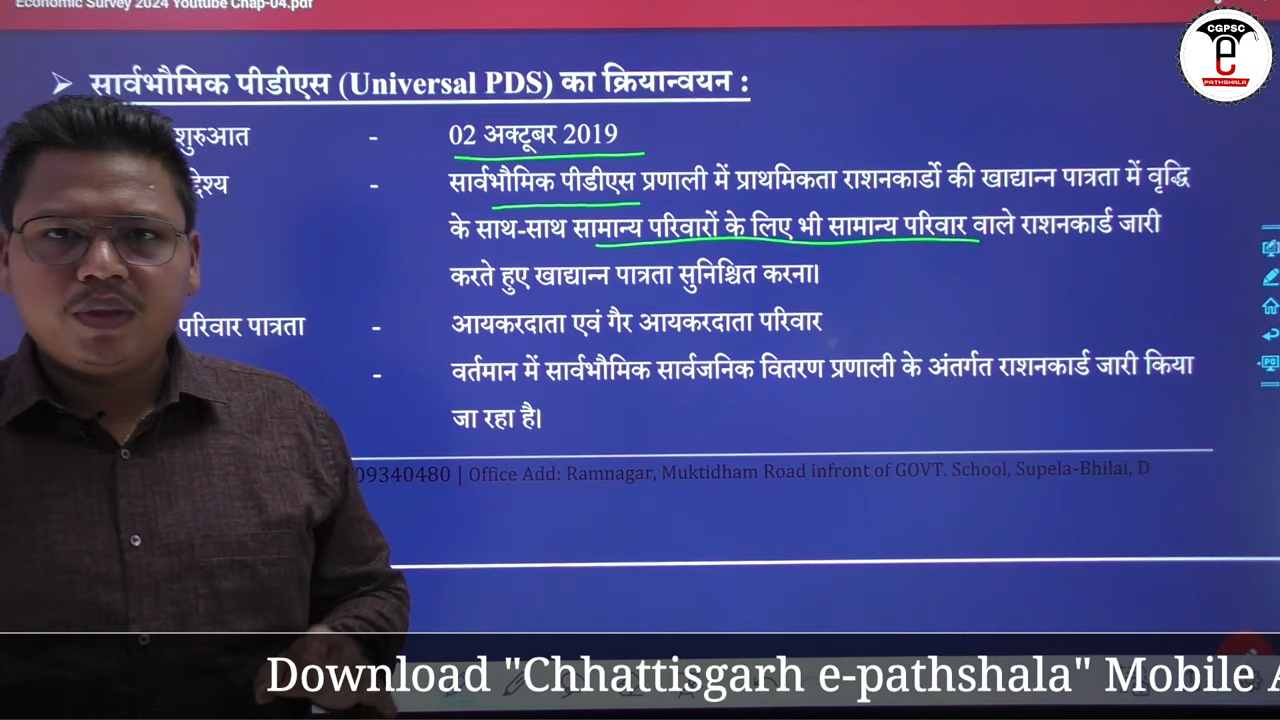 Economic Survey 2024 Youtube Chap-04.pdf
CGPSC
e
PATHSHALA
सार्वभौमिक पीडीएस (Universal PDS) का क्रियान्वयन :
शुरुआत - 02 अक्टूबर 2019
- सार्वभौमिक पीडीएस प्रणाली में प्राथमिकता राशनकार्डो की खाद्यान्न पात्रता में वृद्धि
के साथ-साथ सामान्य परिवारों के लिए भी सामान्य परिवार वाले राशनकार्ड जारी
करते हुए खाद्यान्न पात्रता सुनिश्चित करना।
परिवार पात्रता - आयकरदाता एवं गैर आयकरदाता परिवार
- वर्तमान में सार्वभौमिक सार्वजनिक वितरण प्रणाली के अंतर्गत राशनकार्ड जारी किया
जा रहा है।
09340480 | Office Add: Ramnagar, Muktidham Road infront of GOVT. School, Supela-Bhilai, D
Download "Chhattisgarh e-pathshala" Mobile